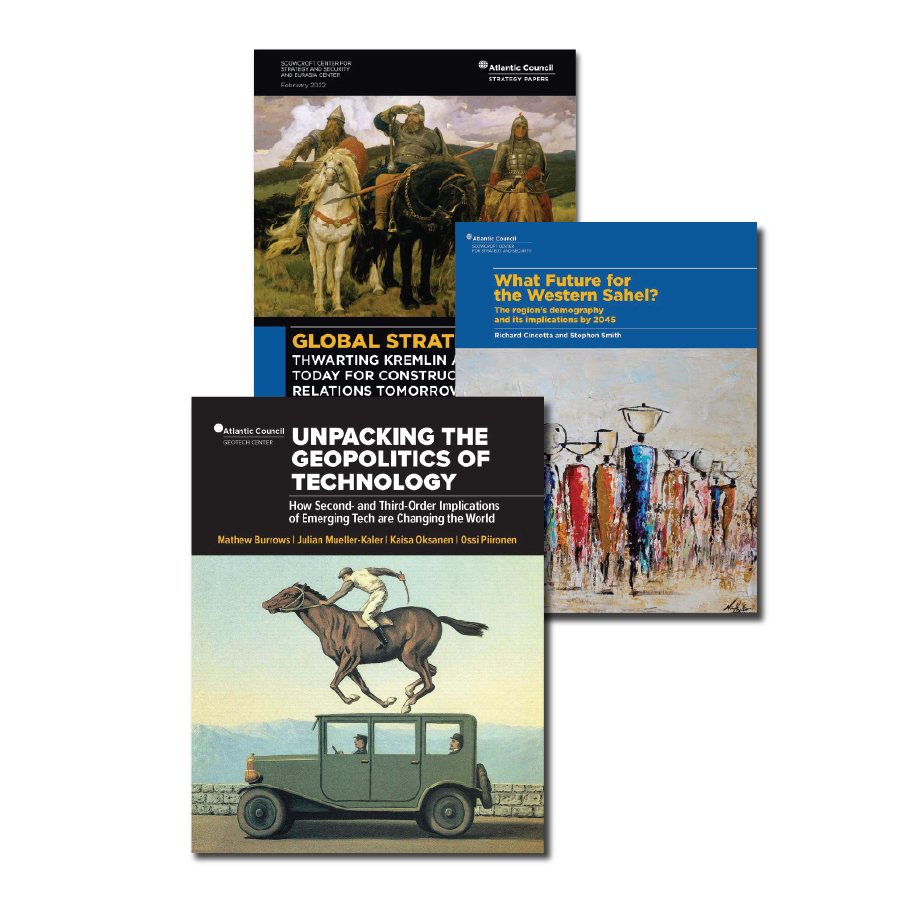 SCOWCROFT CENTER FOR
STRATEGY AND SECURITY
AND EURASIA CENTER
February 2022
Atlantic Council
STRATEGY PAPERS
GLOBAL STRAT
THWARTING KREMLIN A
TODAY FOR CONSTRUC
RELATIONS TOMORROW
Atlantic Council
SCOWCROFT CENTER
FOR STRATEGY AND SECURITY
What Future for
the Western Sahel?
The region's demography
and its implications by 2045
Richard Cincotta and Stephen Smith
Atlantic Council
GEOTECH CENTER
UNPACKING THE
GEOPOLITICS OF
TECHNOLOGY
How Second- and Third-Order Implications
of Emerging Tech are Changing the World
Mathew Burrows | Julian Mueller-Kaler | Kaisa Oksanen | Ossi Piironen